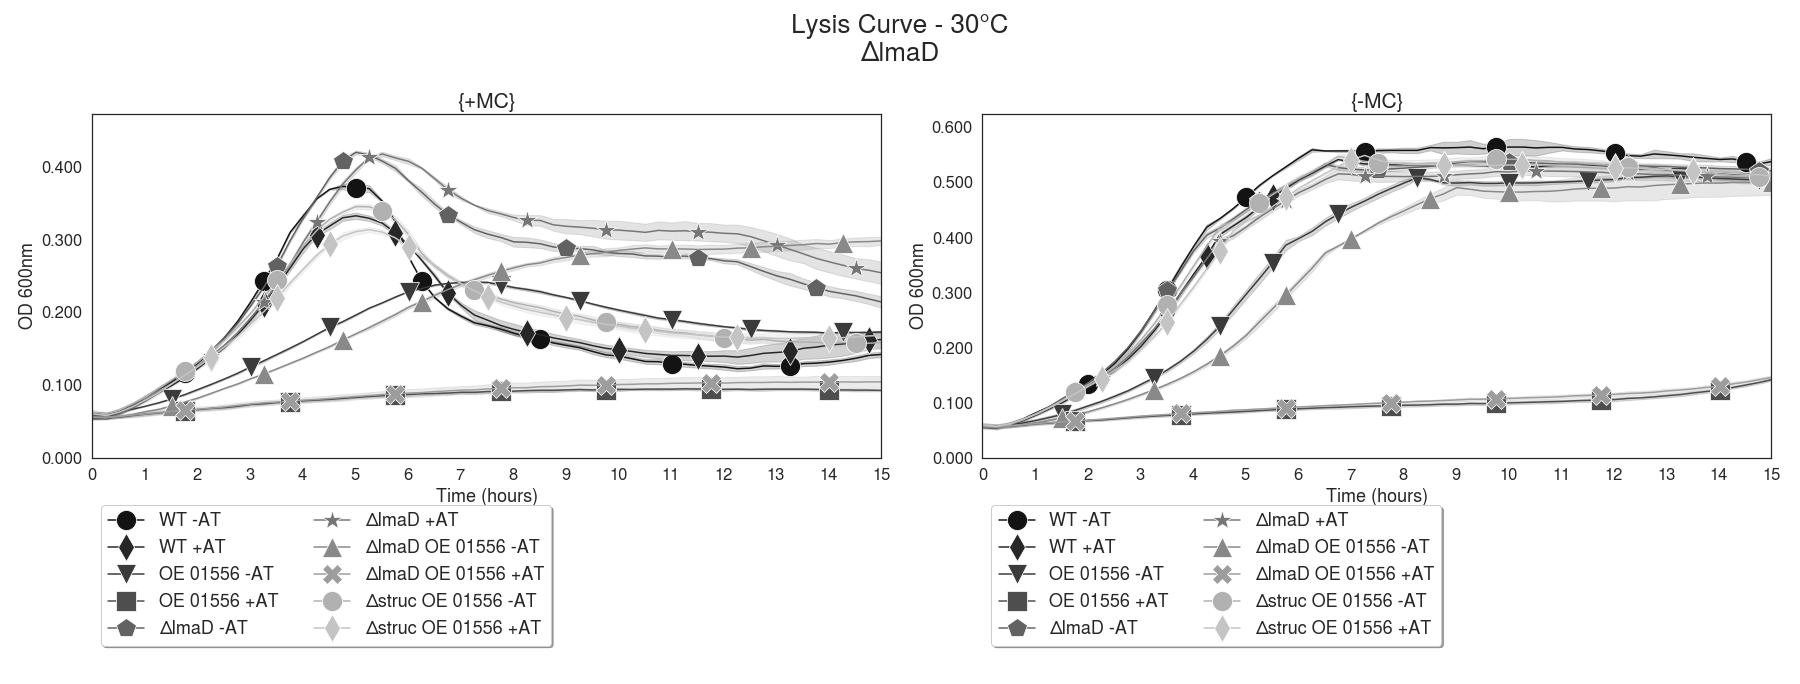 Lysis Curve - 30°C
ΔlmaD
{+MC}
OD 600nm
0.400
0.300
0.200
0.100
0.000
0 1 2 3 4 5 6 7 8 9 10 11 12 13 14 15
Time (hours)
WT -AT
WT +AT
OE 01556 -AT
OE 01556 +AT
ΔlmaD -AT
ΔlmaD +AT
ΔlmaD OE 01556 -AT
ΔlmaD OE 01556 +AT
Δstruc OE 01556 -AT
Δstruc OE 01556 +AT
{-MC}
OD 600nm
0.600
0.500
0.400
0.300
0.200
0.100
0.000
0 1 2 3 4 5 6 7 8 9 10 11 12 13 14 15
Time (hours)
WT -AT
WT +AT
OE 01556 -AT
OE 01556 +AT
ΔlmaD -AT
ΔlmaD +AT
ΔlmaD OE 01556 -AT
ΔlmaD OE 01556 +AT
Δstruc OE 01556 -AT
Δstruc OE 01556 +AT